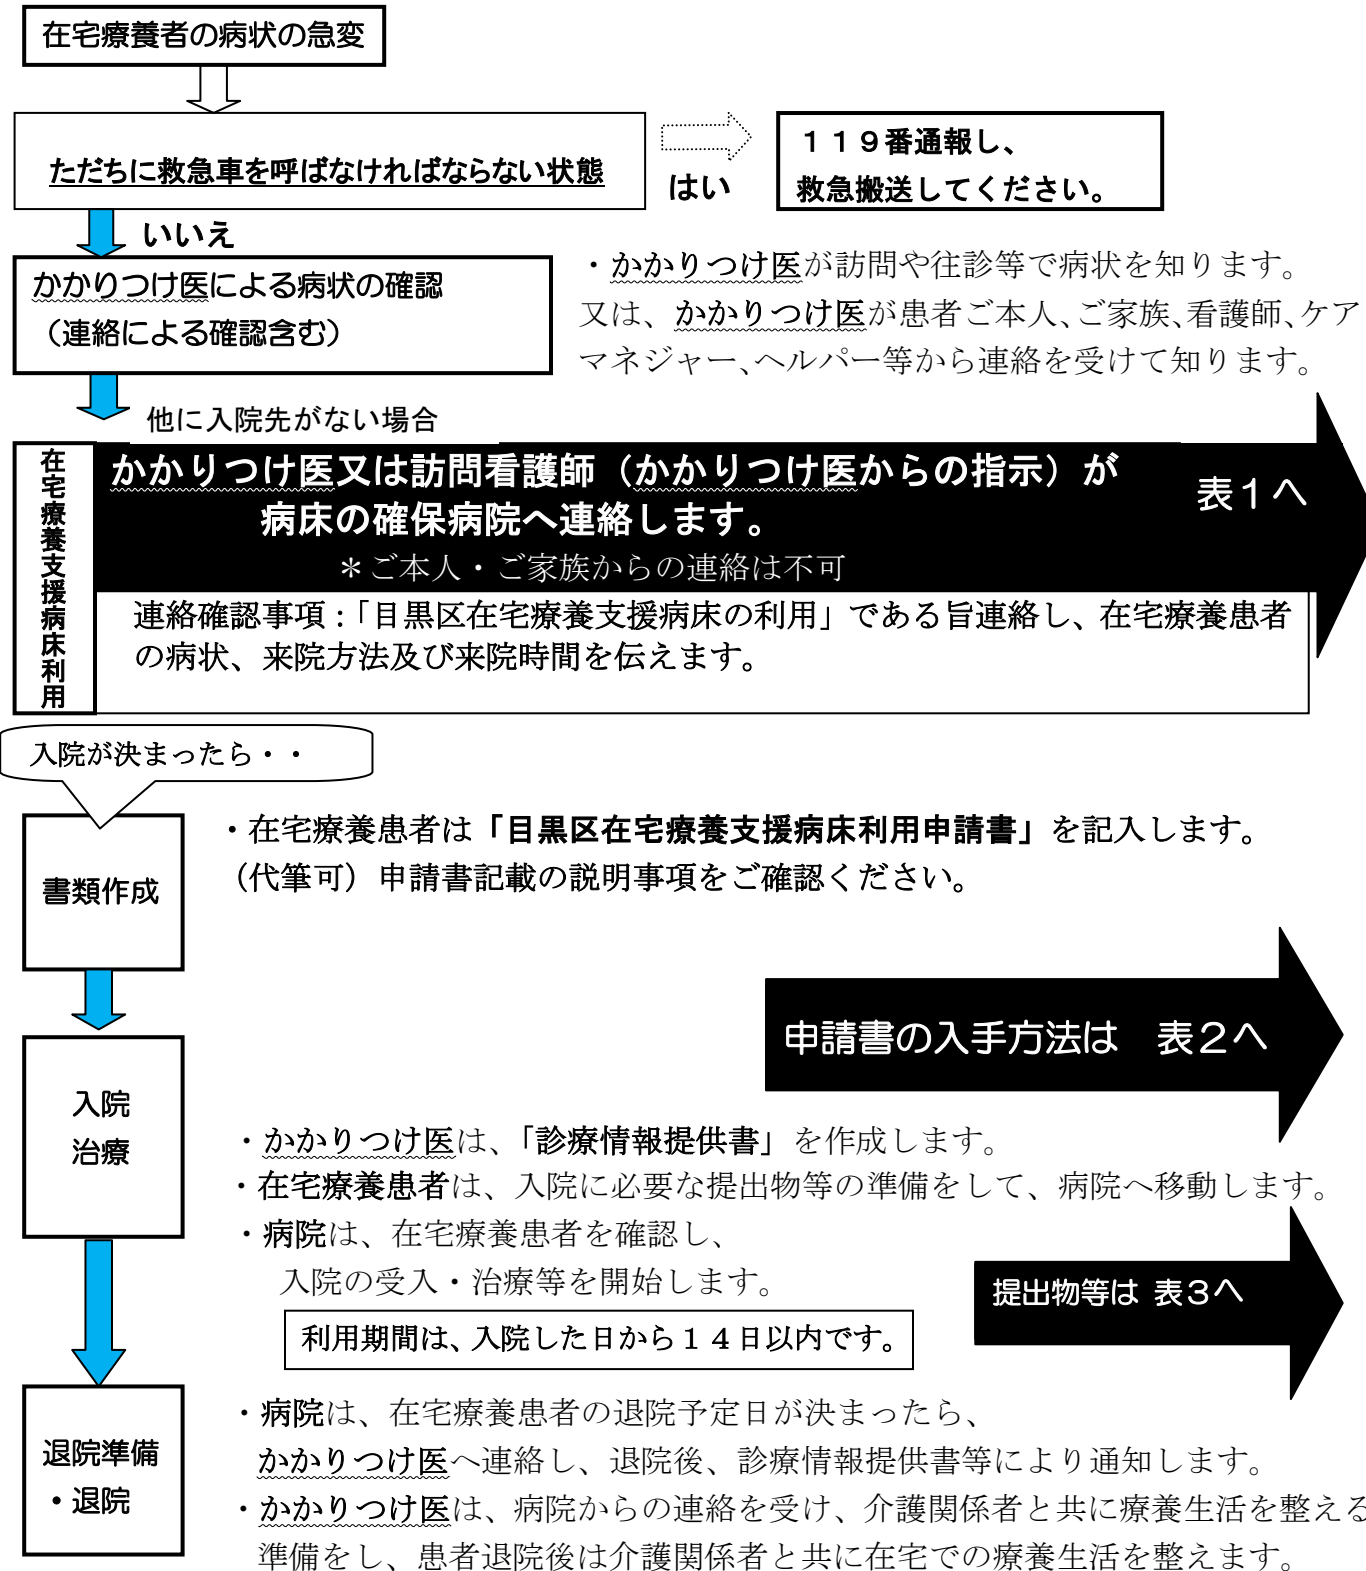 在宅療養者の病状の急変
ただちに救急車を呼ばなければならない状態
はい
１１９番通報し、
救急搬送してください。
いいえ
かかりつけ医による病状の確認
（連絡による確認含む）
・かかりつけ医が訪問や往診等で病状を知ります。
又は、かかりつけ医が患者ご本人、ご家族、看護師、ケア
マネジャー、ヘルパー等から連絡を受けて知ります。
他に入院先がない場合
在宅療養支援病床利用
かかりつけ医又は訪問看護師（かかりつけ医からの指示）が
病床の確保病院へ連絡します。
＊ご本人・ご家族からの連絡は不可
表１へ
連絡確認事項：「目黒区在宅療養支援病床の利用」である旨連絡し、在宅療養患者
の病状、来院方法及び来院時間を伝えます。
入院が決まったら・・
書類作成
・在宅療養患者は「目黒区在宅療養支援病床利用申請書」を記入します。
（代筆可）申請書記載の説明事項をご確認ください。
申請書の入手方法は　表２へ
入院
治療
・かかりつけ医は、「診療情報提供書」を作成します。
・在宅療養患者は、入院に必要な提出物等の準備をして、病院へ移動します。
・病院は、在宅療養患者を確認し、
入院の受入・治療等を開始します。
提出物等は 表３へ
利用期間は、入院した日から１４日以内です。
退院準備
・退院
・病院は、在宅療養患者の退院予定日が決まったら、
かかりつけ医へ連絡し、退院後、診療情報提供書等により通知します。
・かかりつけ医は、病院からの連絡を受け、介護関係者と共に療養生活を整える
準備をし、患者退院後は介護関係者と共に在宅での療養生活を整えます。